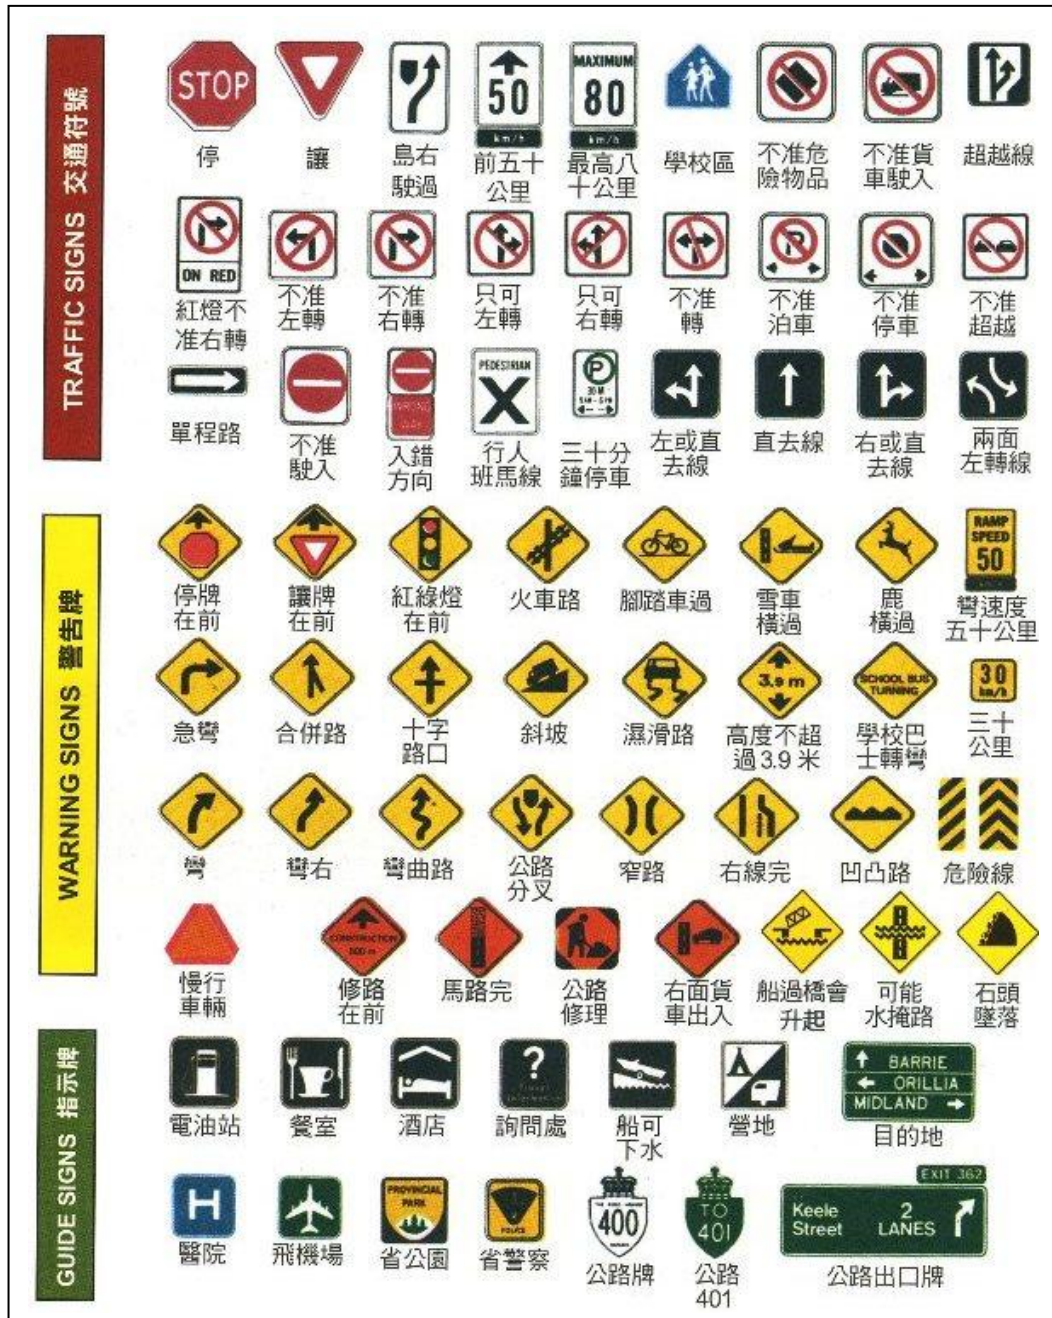 TRAFFIC SIGNS 交通符號
STOP
50
km/h
MAXIMUM
80
km/h
停
讓
島右
駛過
前五十
公里
最高八
十公里
學校區
不准危
險物品
不准貨
車駛入
超越線
ON RED
P
紅燈不
准右轉
不准
左轉
不准
右轉
只可
左轉
只可
右轉
不准
轉
不准
泊車
不准
停車
不准
超越
WRONG
WAY
PEDESTRIAN
X
P
30 M
單程路
不准
駛入
入錯
方向
行人
班馬線
三十分
鐘停車
左或直
去線
直去線
右或直
去線
兩面
左轉線
WARNING SIGNS 警告牌
RAMP
SPEED
50
停牌
在前
讓牌
在前
紅綠燈
在前
火車路
腳踏車過
雪車
橫過
鹿
橫過
彎速度
五十公里
3.9 m
SCHOOL BUS
TURNING
30
km/h
急彎
合併路
十字
路口
斜坡
濕滑路
高度不超
過 3.9 米
學校巴
士轉彎
三十
公里
彎
彎右
彎曲路
公路
分叉
窄路
右線完
凹凸路
危險線
CONSTRUCTION
500 m
慢行
車輛
修路
在前
馬路完
公路
修理
右面貨
車出入
船過橋會
升起
可能
水掩路
石頭
墜落
GUIDE SIGNS 指示牌
?
BARRIE
ORILLIA
MIDLAND
電油站
餐室
酒店
詢問處
船可
下水
營地
目的地
H
PROVINCIAL
PARK
POLICE
400
TO
401
EXIT 362
Keele
Street
2
LANES
醫院
飛機場
省公園
省警察
公路牌
公路
401
公路出口牌